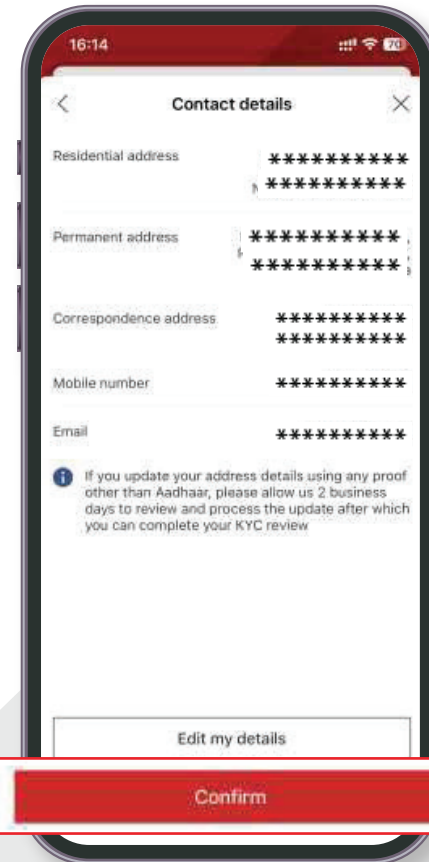 16:14
70
Contact details
Residential address
**********
**********
Permanent address
**********
**********
Correspondence address
**********
**********
Mobile number
**********
Email
**********
If you update your address details using any proof
other than Aadhaar, please allow us 2 business
days to review and process the update after which
you can complete your KYC review
Edit my details
Confirm